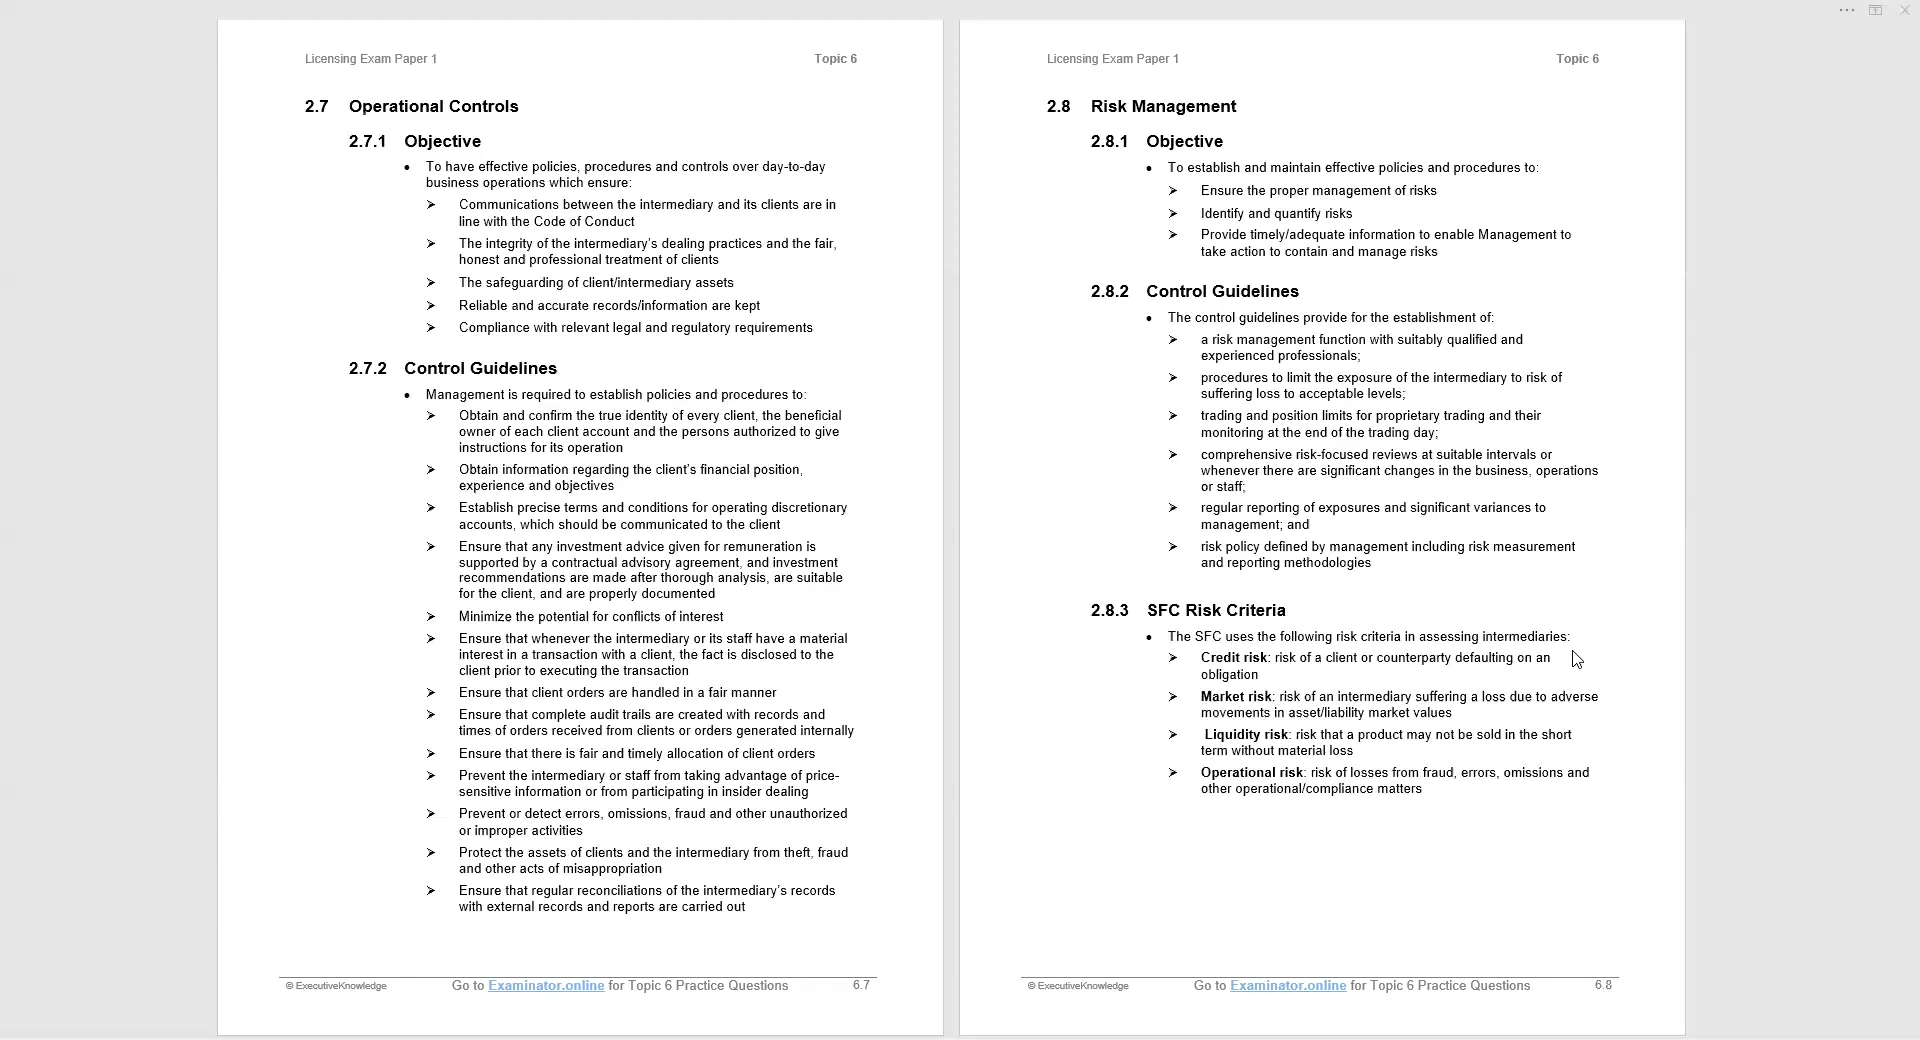 Licensing Exam Paper 1
Topic 6
2.7 Operational Controls
2.7.1 Objective
• To have effective policies, procedures and controls over day-to-day
business operations which ensure:
➢ Communications between the intermediary and its clients are in
line with the Code of Conduct
➢ The integrity of the intermediary's dealing practices and the fair,
honest and professional treatment of clients
➢ The safeguarding of client/intermediary assets
➢ Reliable and accurate records/information are kept
➢ Compliance with relevant legal and regulatory requirements
2.7.2 Control Guidelines
• Management is required to establish policies and procedures to:
➢ Obtain and confirm the true identity of every client, the beneficial
owner of each client account and the persons authorized to give
instructions for its operation
➢ Obtain information regarding the client's financial position,
experience and objectives
➢ Establish precise terms and conditions for operating discretionary
accounts, which should be communicated to the client
➢ Ensure that any investment advice given for remuneration is
supported by a contractual advisory agreement, and investment
recommendations are made after thorough analysis, are suitable
for the client, and are properly documented
➢ Minimize the potential for conflicts of interest
➢ Ensure that whenever the intermediary or its staff have a material
interest in a transaction with a client, the fact is disclosed to the
client prior to executing the transaction
➢ Ensure that client orders are handled in a fair manner
➢ Ensure that complete audit trails are created with records and
times of orders received from clients or orders generated internally
➢ Ensure that there is fair and timely allocation of client orders
➢ Prevent the intermediary or staff from taking advantage of price-
sensitive information or from participating in insider dealing
➢ Prevent or detect errors, omissions, fraud and other unauthorized
or improper activities
➢ Protect the assets of clients and the intermediary from theft, fraud
and other acts of misappropriation
➢ Ensure that regular reconciliations of the intermediary's records
with external records and reports are carried out
© ExecutiveKnowledge
Go to Examinator.online for Topic 6 Practice Questions
6.7
Licensing Exam Paper 1
Topic 6
2.8 Risk Management
2.8.1 Objective
• To establish and maintain effective policies and procedures to:
➢ Ensure the proper management of risks
➢ Identify and quantify risks
➢ Provide timely/adequate information to enable Management to
take action to contain and manage risks
2.8.2 Control Guidelines
• The control guidelines provide for the establishment of:
➢ a risk management function with suitably qualified and
experienced professionals;
➢ procedures to limit the exposure of the intermediary to risk of
suffering loss to acceptable levels;
➢ trading and position limits for proprietary trading and their
monitoring at the end of the trading day;
➢ comprehensive risk-focused reviews at suitable intervals or
whenever there are significant changes in the business, operations
or staff;
➢ regular reporting of exposures and significant variances to
management; and
➢ risk policy defined by management including risk measurement
and reporting methodologies
2.8.3 SFC Risk Criteria
• The SFC uses the following risk criteria in assessing intermediaries:
➢ Credit risk: risk of a client or counterparty defaulting on an
obligation
➢ Market risk: risk of an intermediary suffering a loss due to adverse
movements in asset/liability market values
➢ Liquidity risk: risk that a product may not be sold in the short
term without material loss
➢ Operational risk: risk of losses from fraud, errors, omissions and
other operational/compliance matters
© ExecutiveKnowledge
Go to Examinator.online for Topic 6 Practice Questions
6.8